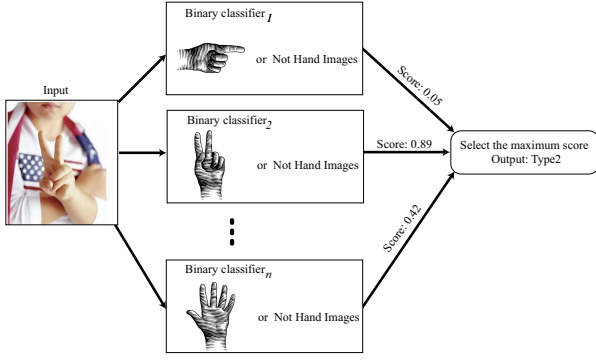 Input
Binary classifier1
or Not Hand Images
Score: 0.05
Binary classifier2
or Not Hand Images
Score: 0.89
Select the maximum score
Output: Type2
Binary classifiern
or Not Hand Images
Score: 0.42